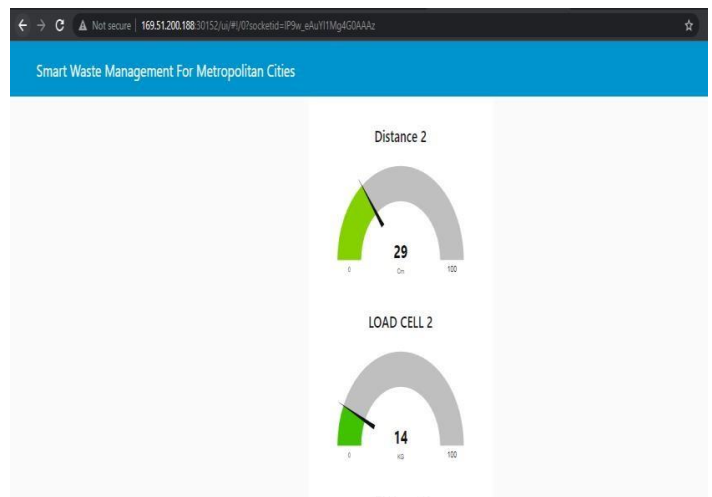 Not secure | 169.51.200.188:30152/ui/#!/0?socketid=IP9w_eAuYI1Mg4G0AAAz
Smart Waste Management For Metropolitan Cities
Distance 2
29
0 Cm 100
LOAD CELL 2
14
0 KG 100